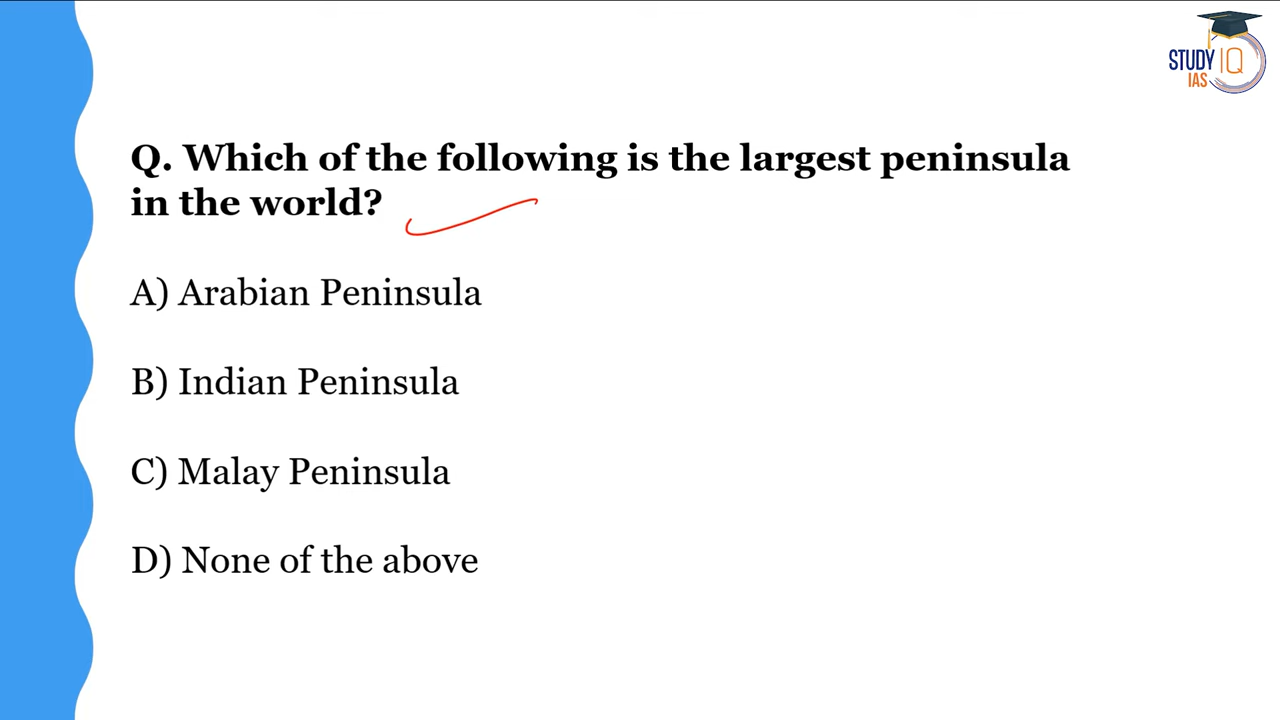 STUDY IQ
IAS
Q. Which of the following is the largest peninsula
in the world?
A) Arabian Peninsula
B) Indian Peninsula
C) Malay Peninsula
D) None of the above